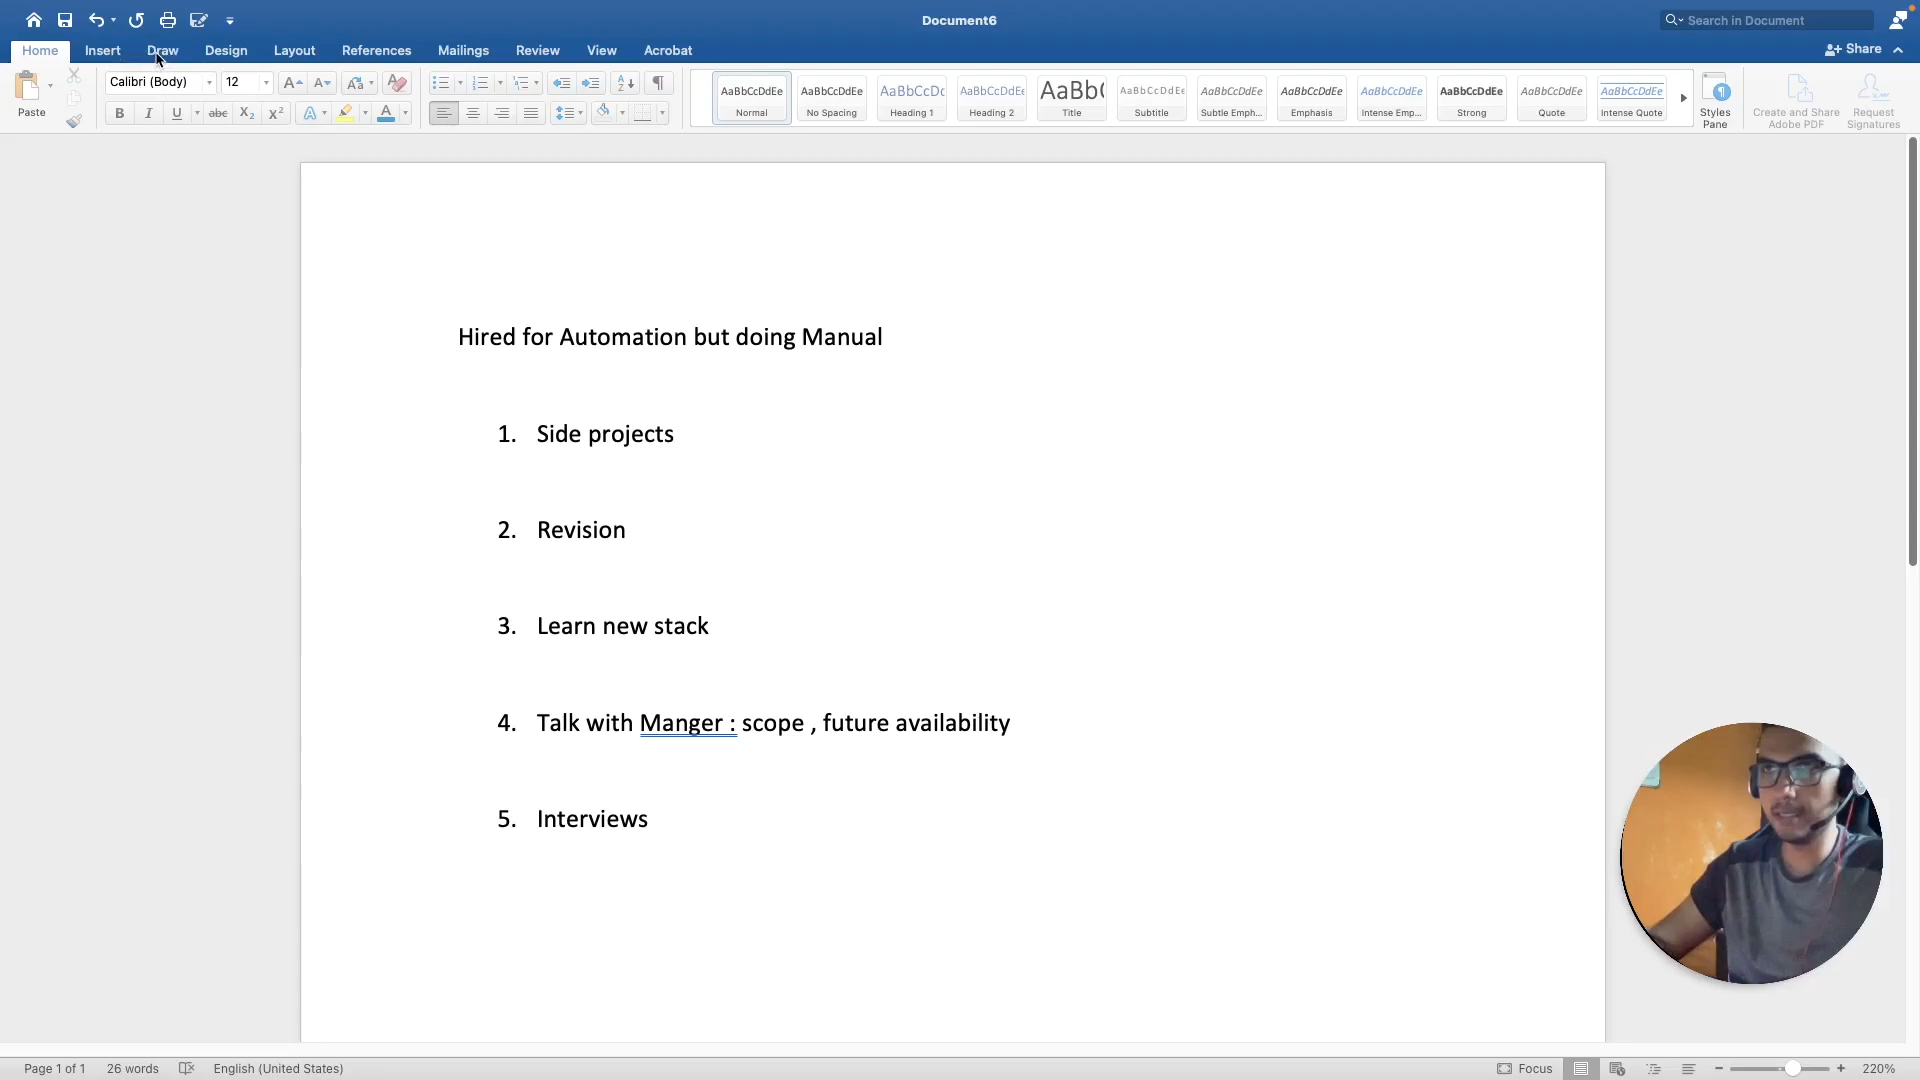 Document6
Search in Document
Home Insert Draw Design Layout References Mailings Review View Acrobat Share
Paste
Calibri (Body) 12
AaBbCcDdEe AaBbCcDdEe AaBbCcDc AaBbCcDdEe AaBb( AaBbCcDdEe AaBbCcDdEe AaBbCcDdEe AaBbCcDdEe AaBbCcDdEe AaBbCcDdEe AaBbCcDdEe
Normal No Spacing Heading 1 Heading 2 Title Subtitle Subtle Emph... Emphasis Intense Emp... Strong Quote Intense Quote
Styles Pane
Create and Share Adobe PDF
Request Signatures
Hired for Automation but doing Manual
1. Side projects
2. Revision
3. Learn new stack
4. Talk with Manger : scope , future availability
5. Interviews
Page 1 of 1 26 words English (United States) Focus 220%